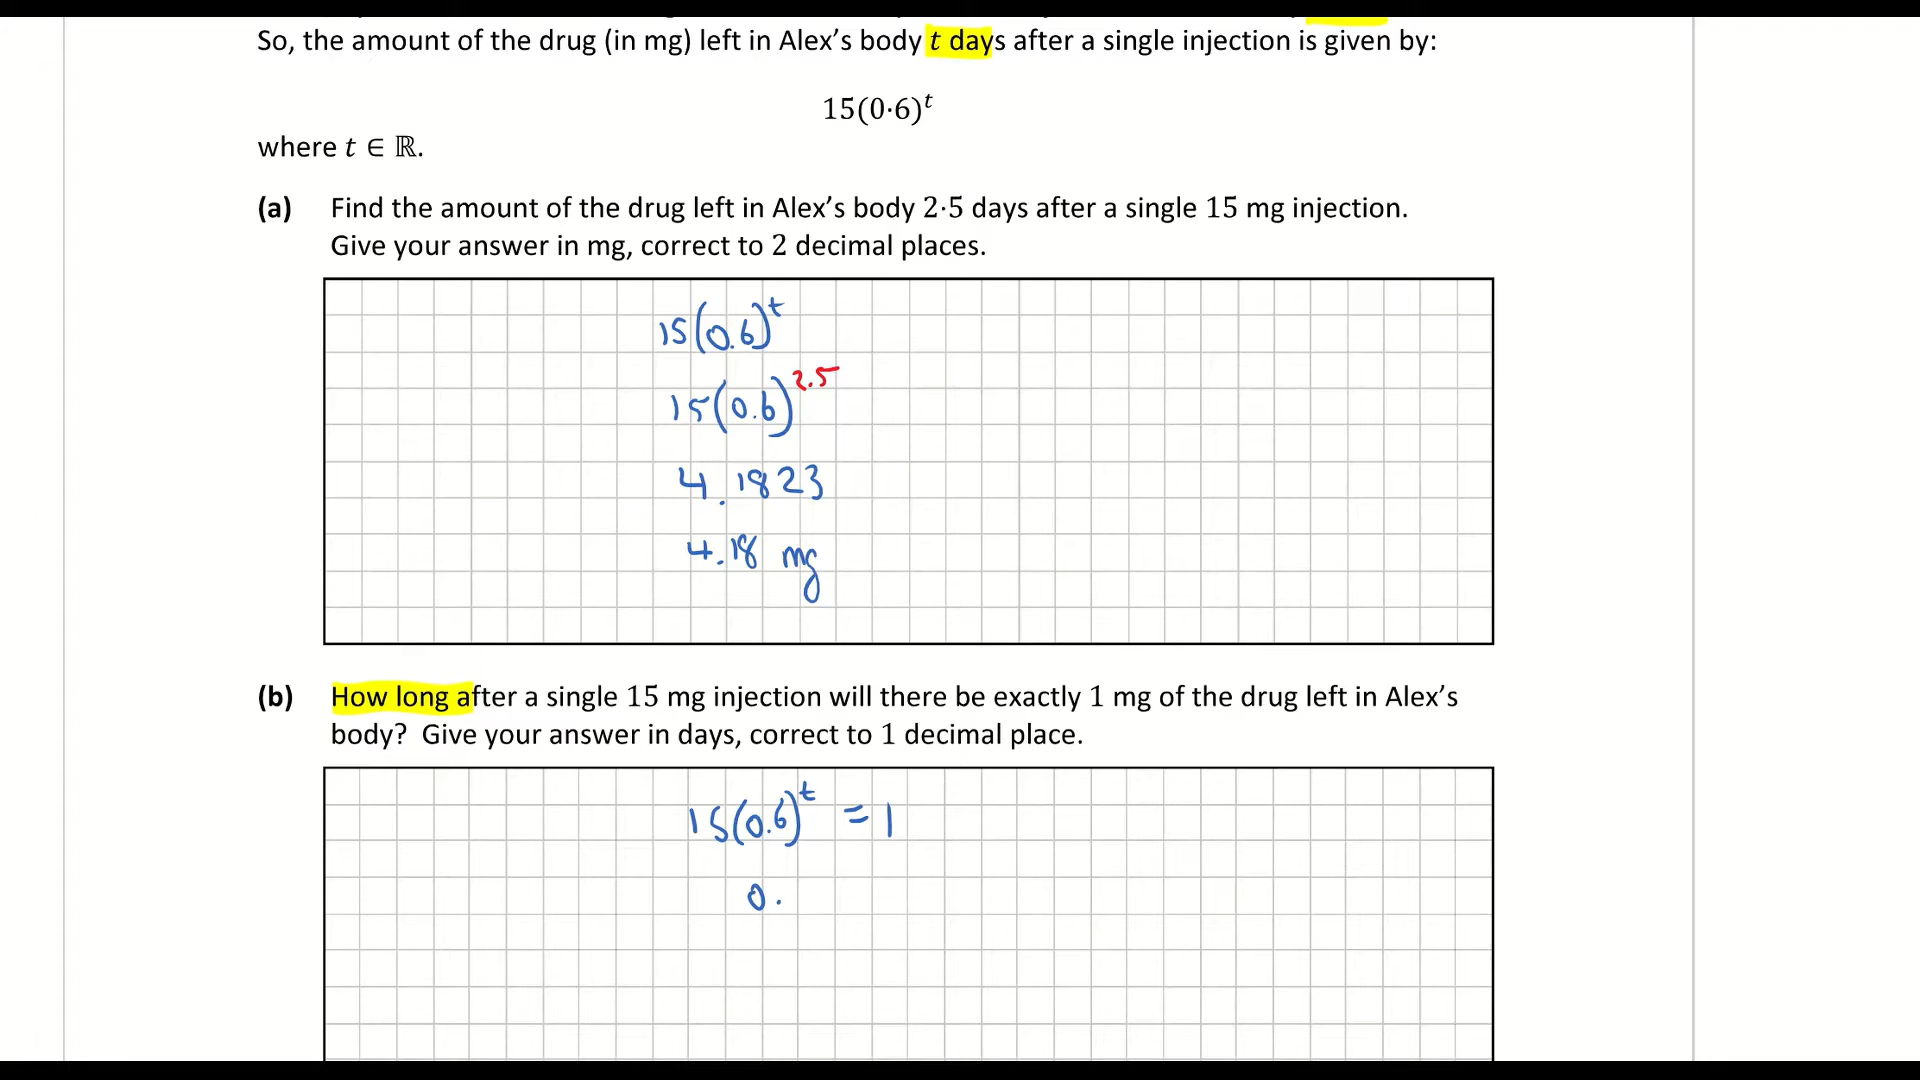 So, the amount of the drug (in mg) left in Alex's body t days after a single injection is given by:
15(0·6)^t
where t ∈ ℝ.
(a) Find the amount of the drug left in Alex's body 2·5 days after a single 15 mg injection.
Give your answer in mg, correct to 2 decimal places.
15(0.6)^t
15(0.6)^2.5
4.1823
4.18 mg
(b) How long after a single 15 mg injection will there be exactly 1 mg of the drug left in Alex's
body? Give your answer in days, correct to 1 decimal place.
15(0.6)^t = 1
0.